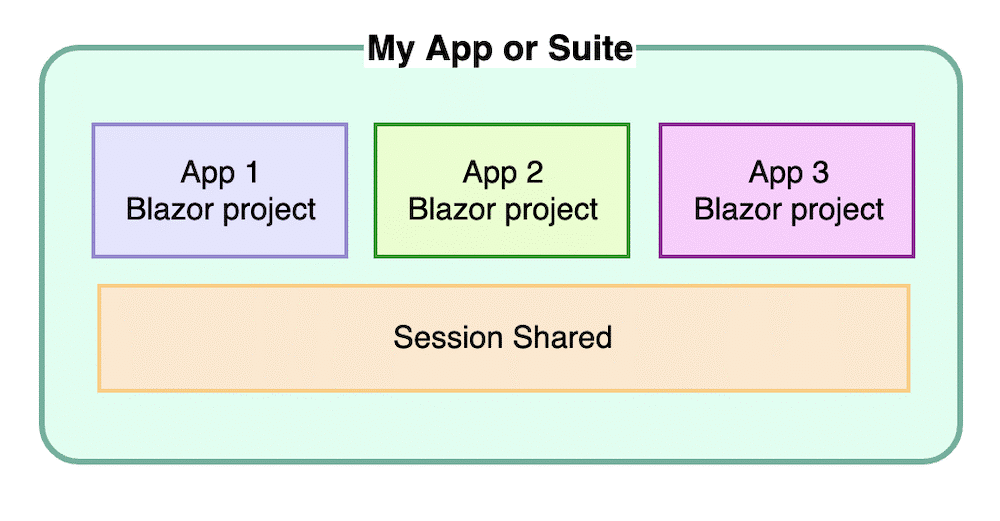 My App or Suite
App 1
Blazor project
App 2
Blazor project
App 3
Blazor project
Session Shared